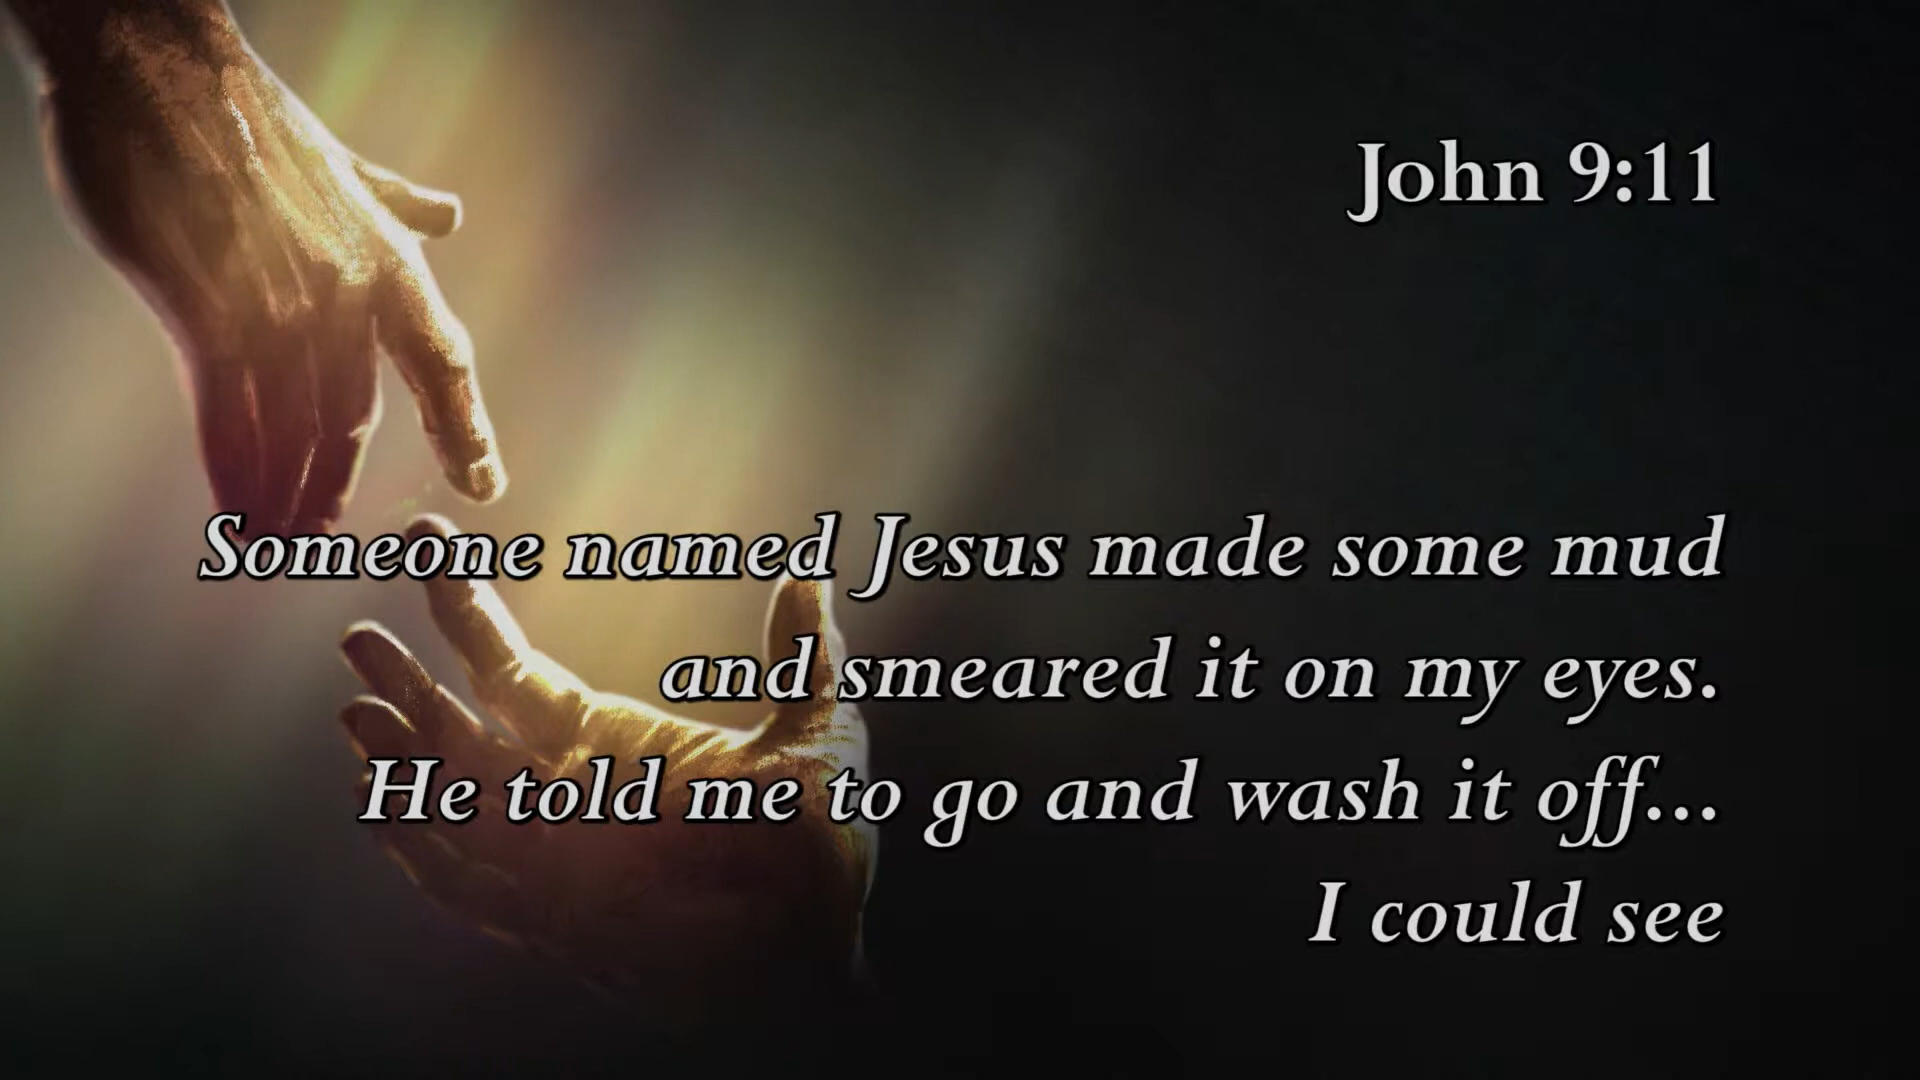 John 9:11
Someone named Jesus made some mud
and smeared it on my eyes.
He told me to go and wash it off...
I could see